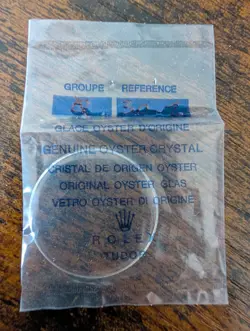 GROUPE REFERENCE
GLACE OYSTER D'ORIGINE
GENUINE OYSTER CRYSTAL
CRISTAL DE ORIGEN OYSTER
ORIGINAL OYSTER GLAS
VETRO OYSTER DI ORIGINE
ROLEX
TUDOR